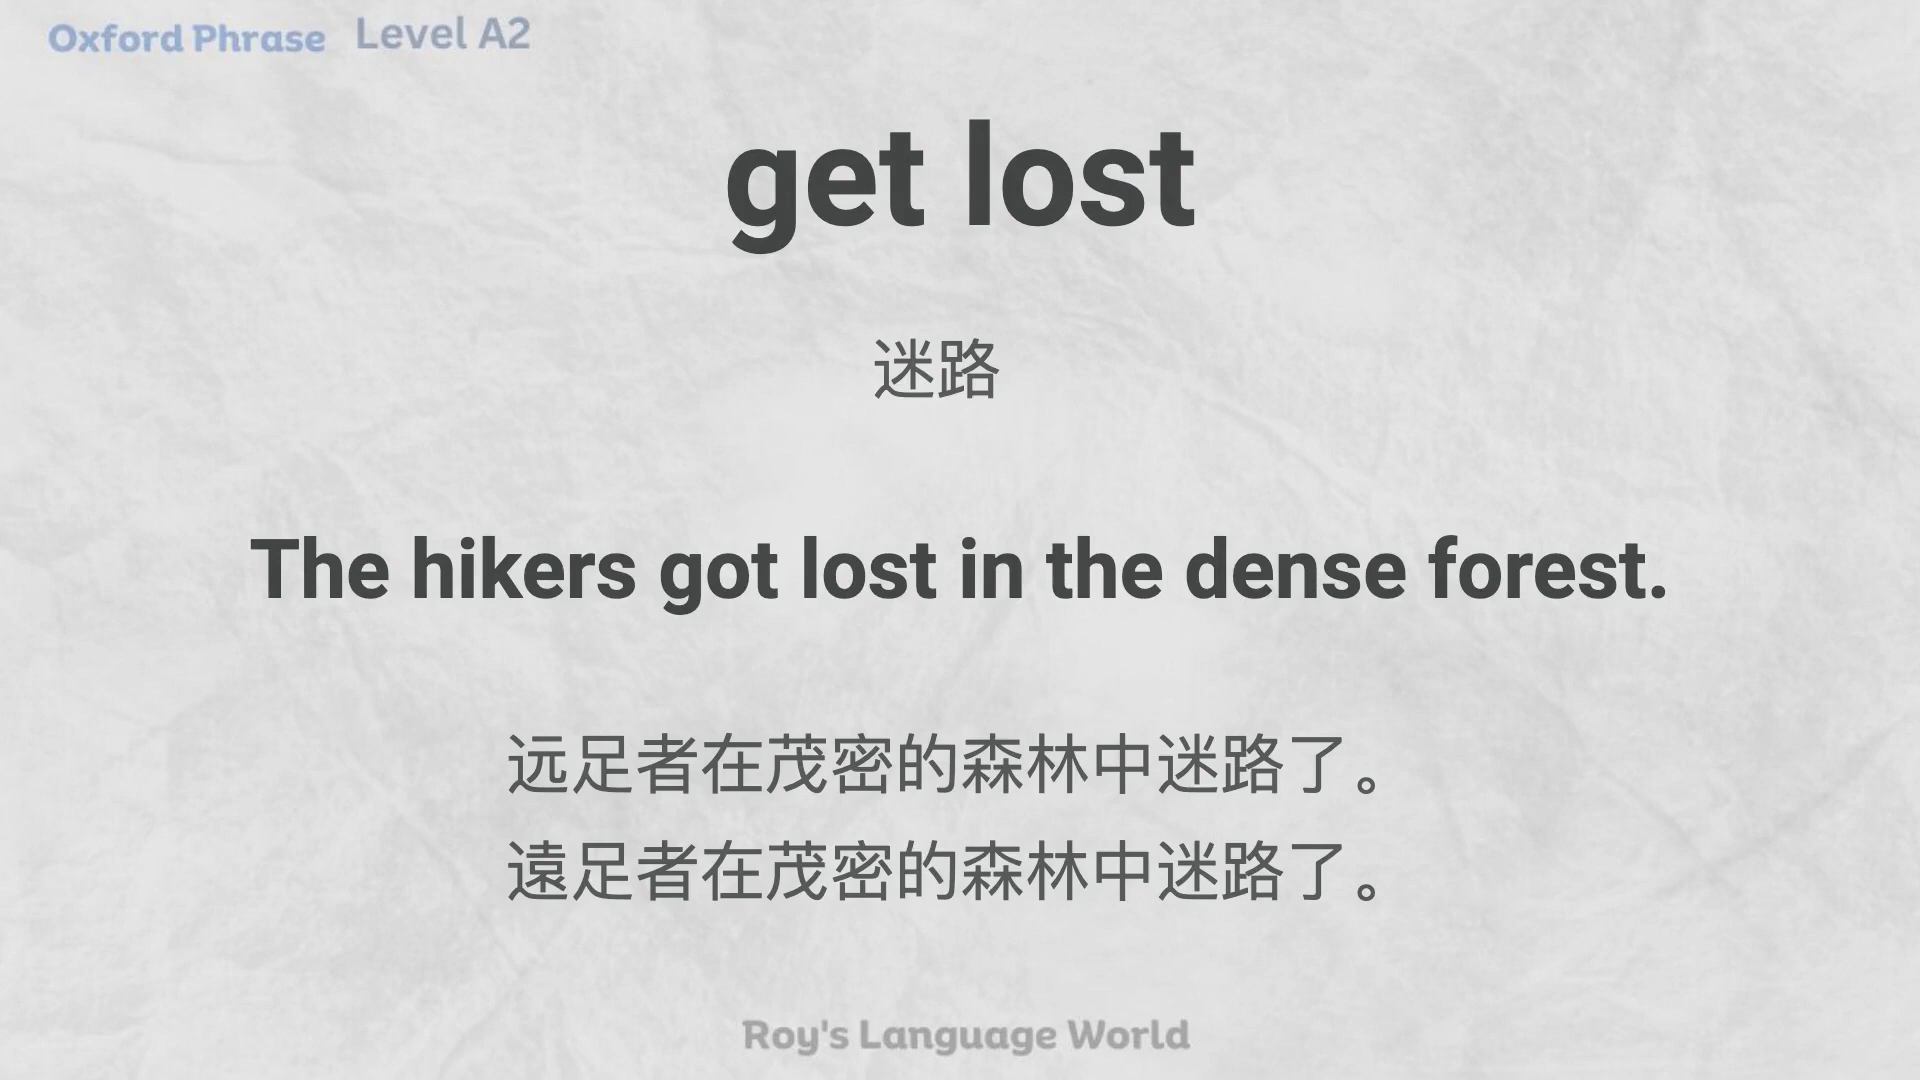 Oxford Phrase Level A2
get lost
迷路
The hikers got lost in the dense forest.
远足者在茂密的森林中迷路了。
遠足者在茂密的森林中迷路了。
Roy's Language World